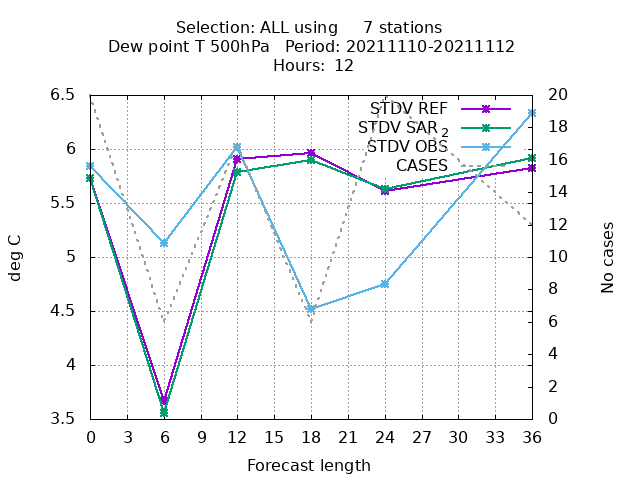 Selection: ALL using 7 stations
Dew point T 500hPa Period: 20211110-20211112
Hours: 12
6.5
6
5.5
5
4.5
4
3.5
deg C
STDV REF
STDV SAR 2
STDV OBS
CASES
20
18
16
14
12
10
8
6
4
2
0
No cases
0 3 6 9 12 15 18 21 24 27 30 33 36
Forecast length